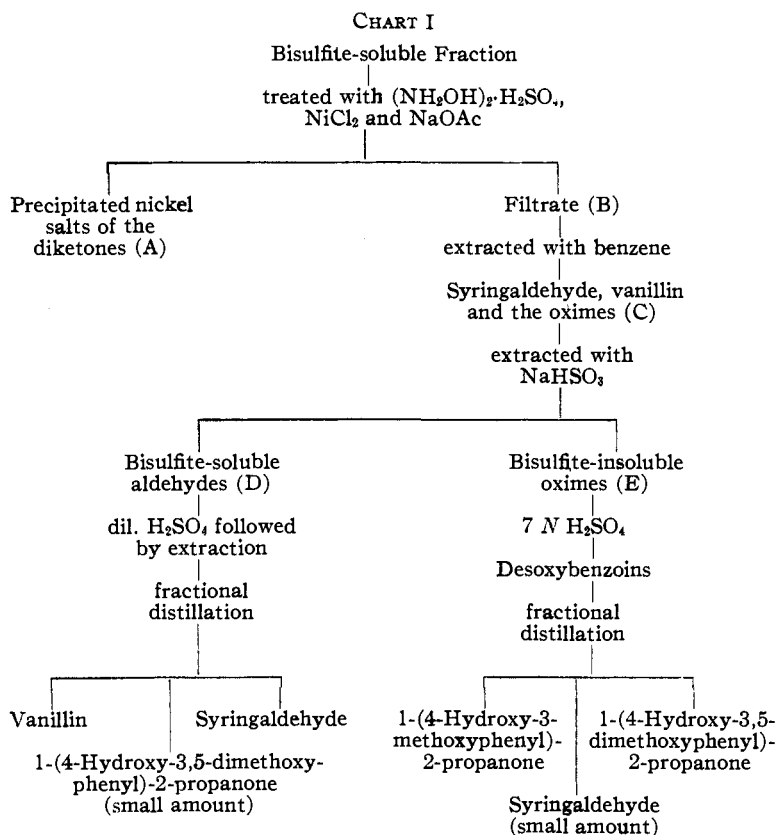 CHART I
Bisulfite-soluble Fraction
treated with (NH₂OH)₂·H₂SO₄,
NiCl₂ and NaOAc
Precipitated nickel
salts of the
diketones (A)
Filtrate (B)
extracted with benzene
Syringaldehyde, vanillin
and the oximes (C)
extracted with
NaHSO₃
Bisulfite-soluble
aldehydes (D)
dil. H₂SO₄ followed
by extraction
fractional
distillation
Vanillin
Syringaldehyde
1-(4-Hydroxy-3,5-dimethoxy-
phenyl)-2-propanone
(small amount)
Bisulfite-insoluble
oximes (E)
7 N H₂SO₄
Desoxybenzoins
fractional
distillation
1-(4-Hydroxy-3-
methoxyphenyl)-
2-propanone
1-(4-Hydroxy-3,5-
dimethoxyphenyl)-
2-propanone
Syringaldehyde
(small amount)